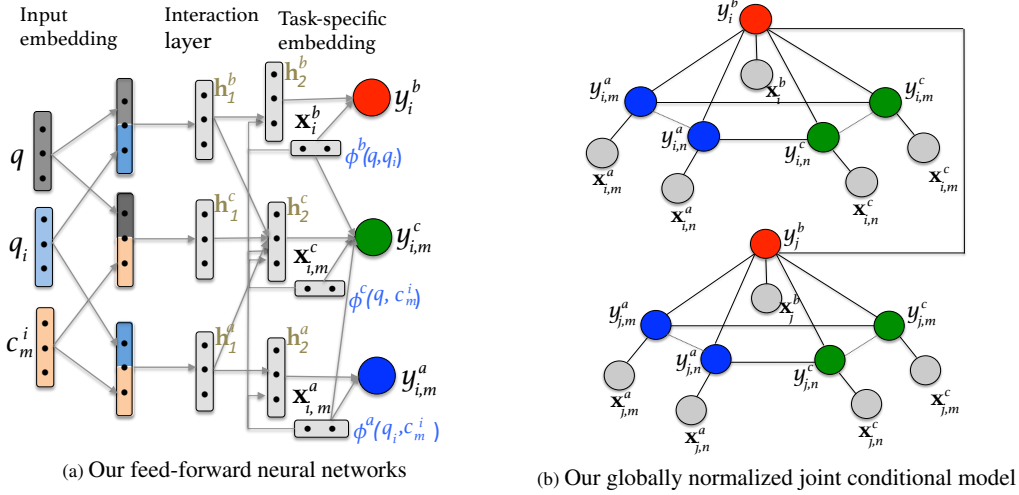 Input
embedding
Interaction
layer
Task-specific
embedding
q
q_i
c_m^i
h_1^b
h_2^b
x_i^b
ϕ^b(q,q_i)
y_i^b
h_1^c
h_2^c
x_{i,m}^c
ϕ^c(q, c_m^i)
y_{i,m}^c
h_1^a
h_2^a
x_{i,m}^a
ϕ^a(q_i,c_m^i)
y_{i,m}^a
(a) Our feed-forward neural networks
y_i^b
x_i^b
y_{i,m}^a
y_{i,m}^c
y_{i,n}^a
y_{i,n}^c
x_{i,m}^a
x_{i,n}^a
x_{i,n}^c
x_{i,m}^c
y_j^b
x_j^b
y_{j,m}^a
y_{j,m}^c
y_{j,n}^a
y_{j,n}^c
x_{j,m}^a
x_{j,n}^a
x_{j,n}^c
x_{j,m}^c
(b) Our globally normalized joint conditional model